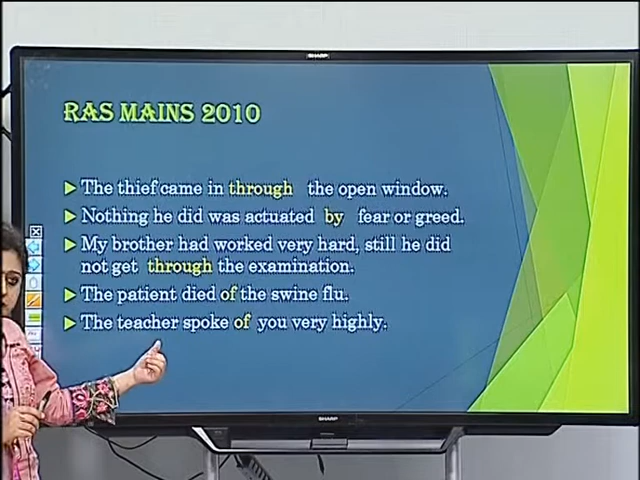 SHARP
RAS MAINS 2010
The thief came in through the open window.
Nothing he did was actuated by fear or greed.
My brother had worked very hard, still he did
not get through the examination.
The patient died of the swine flu.
The teacher spoke of you very highly.
SHARP